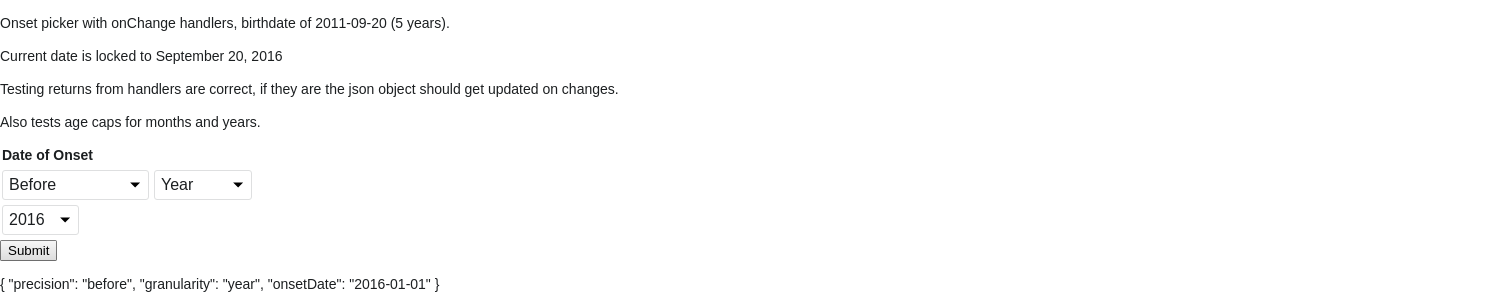 Onset picker with onChange handlers, birthdate of 2011-09-20 (5 years).
Current date is locked to September 20, 2016
Testing returns from handlers are correct, if they are the json object should get updated on changes.
Also tests age caps for months and years.
Date of Onset
Before Year
2016
Submit
{ "precision": "before", "granularity": "year", "onsetDate": "2016-01-01" }